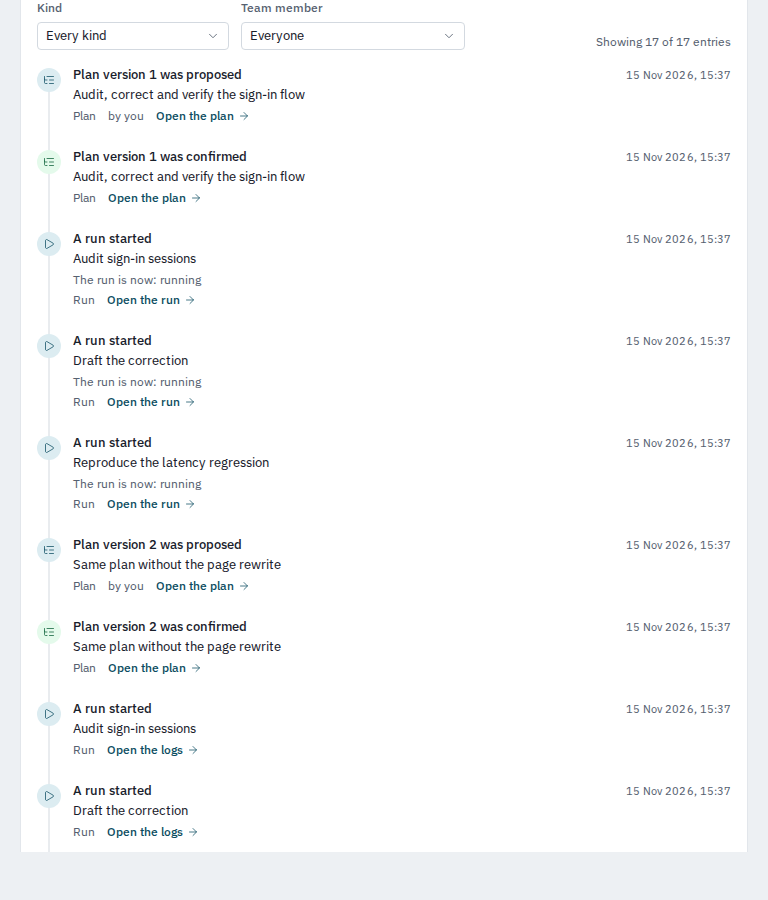 Kind
Team member
Every kind
Everyone
Showing 17 of 17 entries
Plan version 1 was proposed
15 Nov 2026, 15:37
Audit, correct and verify the sign-in flow
Plan by you Open the plan →
Plan version 1 was confirmed
15 Nov 2026, 15:37
Audit, correct and verify the sign-in flow
Plan Open the plan →
A run started
15 Nov 2026, 15:37
Audit sign-in sessions
The run is now: running
Run Open the run →
A run started
15 Nov 2026, 15:37
Draft the correction
The run is now: running
Run Open the run →
A run started
15 Nov 2026, 15:37
Reproduce the latency regression
The run is now: running
Run Open the run →
Plan version 2 was proposed
15 Nov 2026, 15:37
Same plan without the page rewrite
Plan by you Open the plan →
Plan version 2 was confirmed
15 Nov 2026, 15:37
Same plan without the page rewrite
Plan Open the plan →
A run started
15 Nov 2026, 15:37
Audit sign-in sessions
Run Open the logs →
A run started
15 Nov 2026, 15:37
Draft the correction
Run Open the logs →